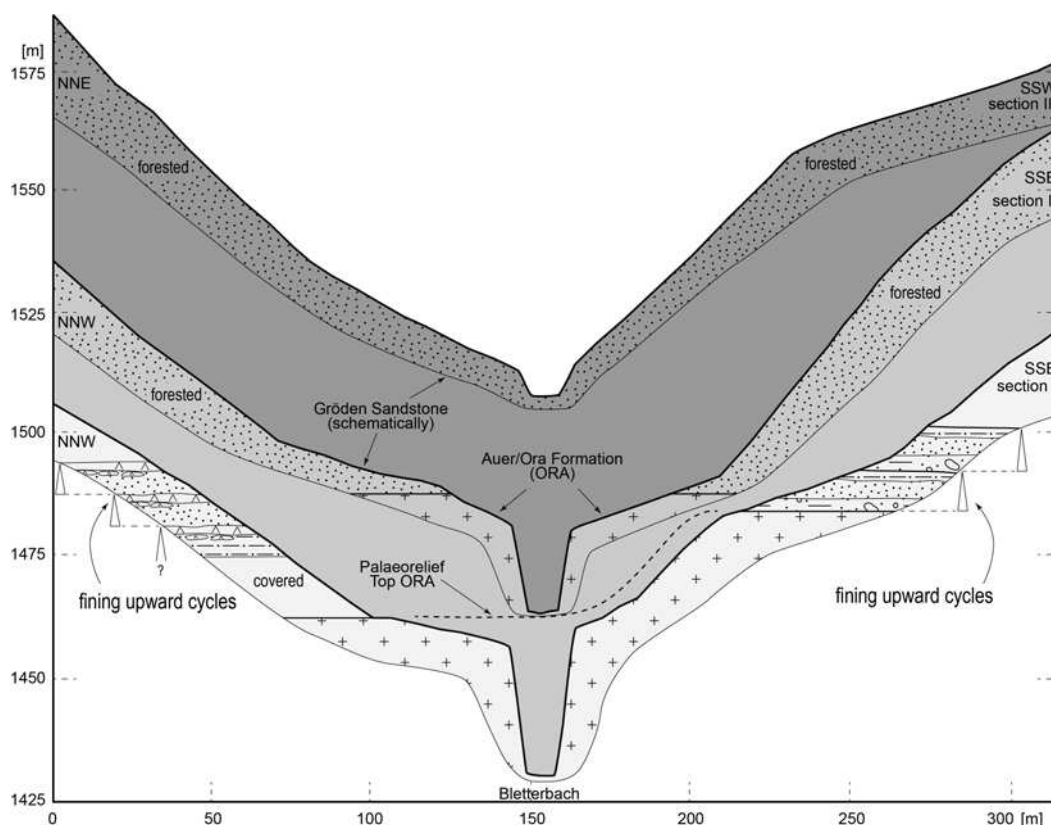 [m]
1575
1550
1525
1500
1475
1450
1425
NNE
forested
forested
SSW
section III
NNW
forested
forested
SSE
section I
Gröden Sandstone
(schematically)
Auer/Ora Formation
(ORA)
NNW
SSE
section
Palaeorelief
Top ORA
covered
?
fining upward cycles
fining upward cycles
Bletterbach
0
50
100
150
200
250
300 [m]